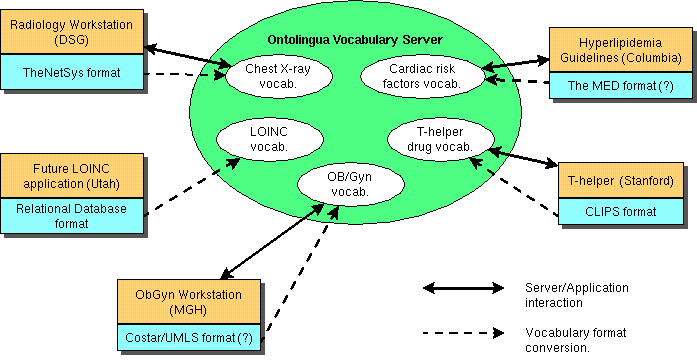 Radiology Workstation
(DSG)
TheNetSys format
Ontolingua Vocabulary Server
Chest X-ray
vocab.
Cardiac risk
factors vocab.
Hyperlipidemia
Guidelines (Columbia)
The MED format (?)
LOINC
vocab.
T-helper
drug vocab.
OB/Gyn
vocab.
Future LOINC
application (Utah)
Relational Database
format
T-helper (Stanford)
CLIPS format
ObGyn Workstation
(MGH)
Costar/UMLS format (?)
Server/Application
interaction
Vocabulary format
conversion.